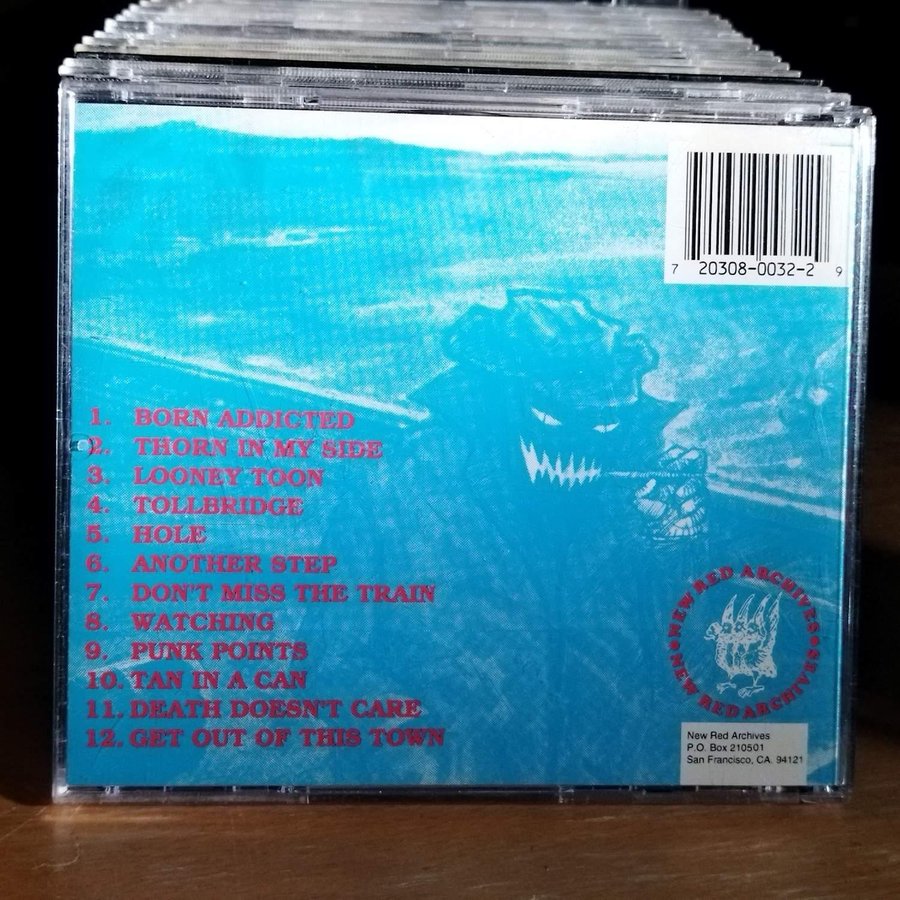 7 20308-0032-2 9
1. BORN ADDICTED
2. THORN IN MY SIDE
3. LOONEY TOON
4. TOLLBRIDGE
5. HOLE
6. ANOTHER STEP
7. DON'T MISS THE TRAIN
8. WATCHING
9. PUNK POINTS
10. TAN IN A CAN
11. DEATH DOESN'T CARE
12. GET OUT OF THIS TOWN
NEW RED ARCHIVES
NEW RED ARCHIVES
New Red Archives
P.O. Box 210501
San Francisco, CA. 94121